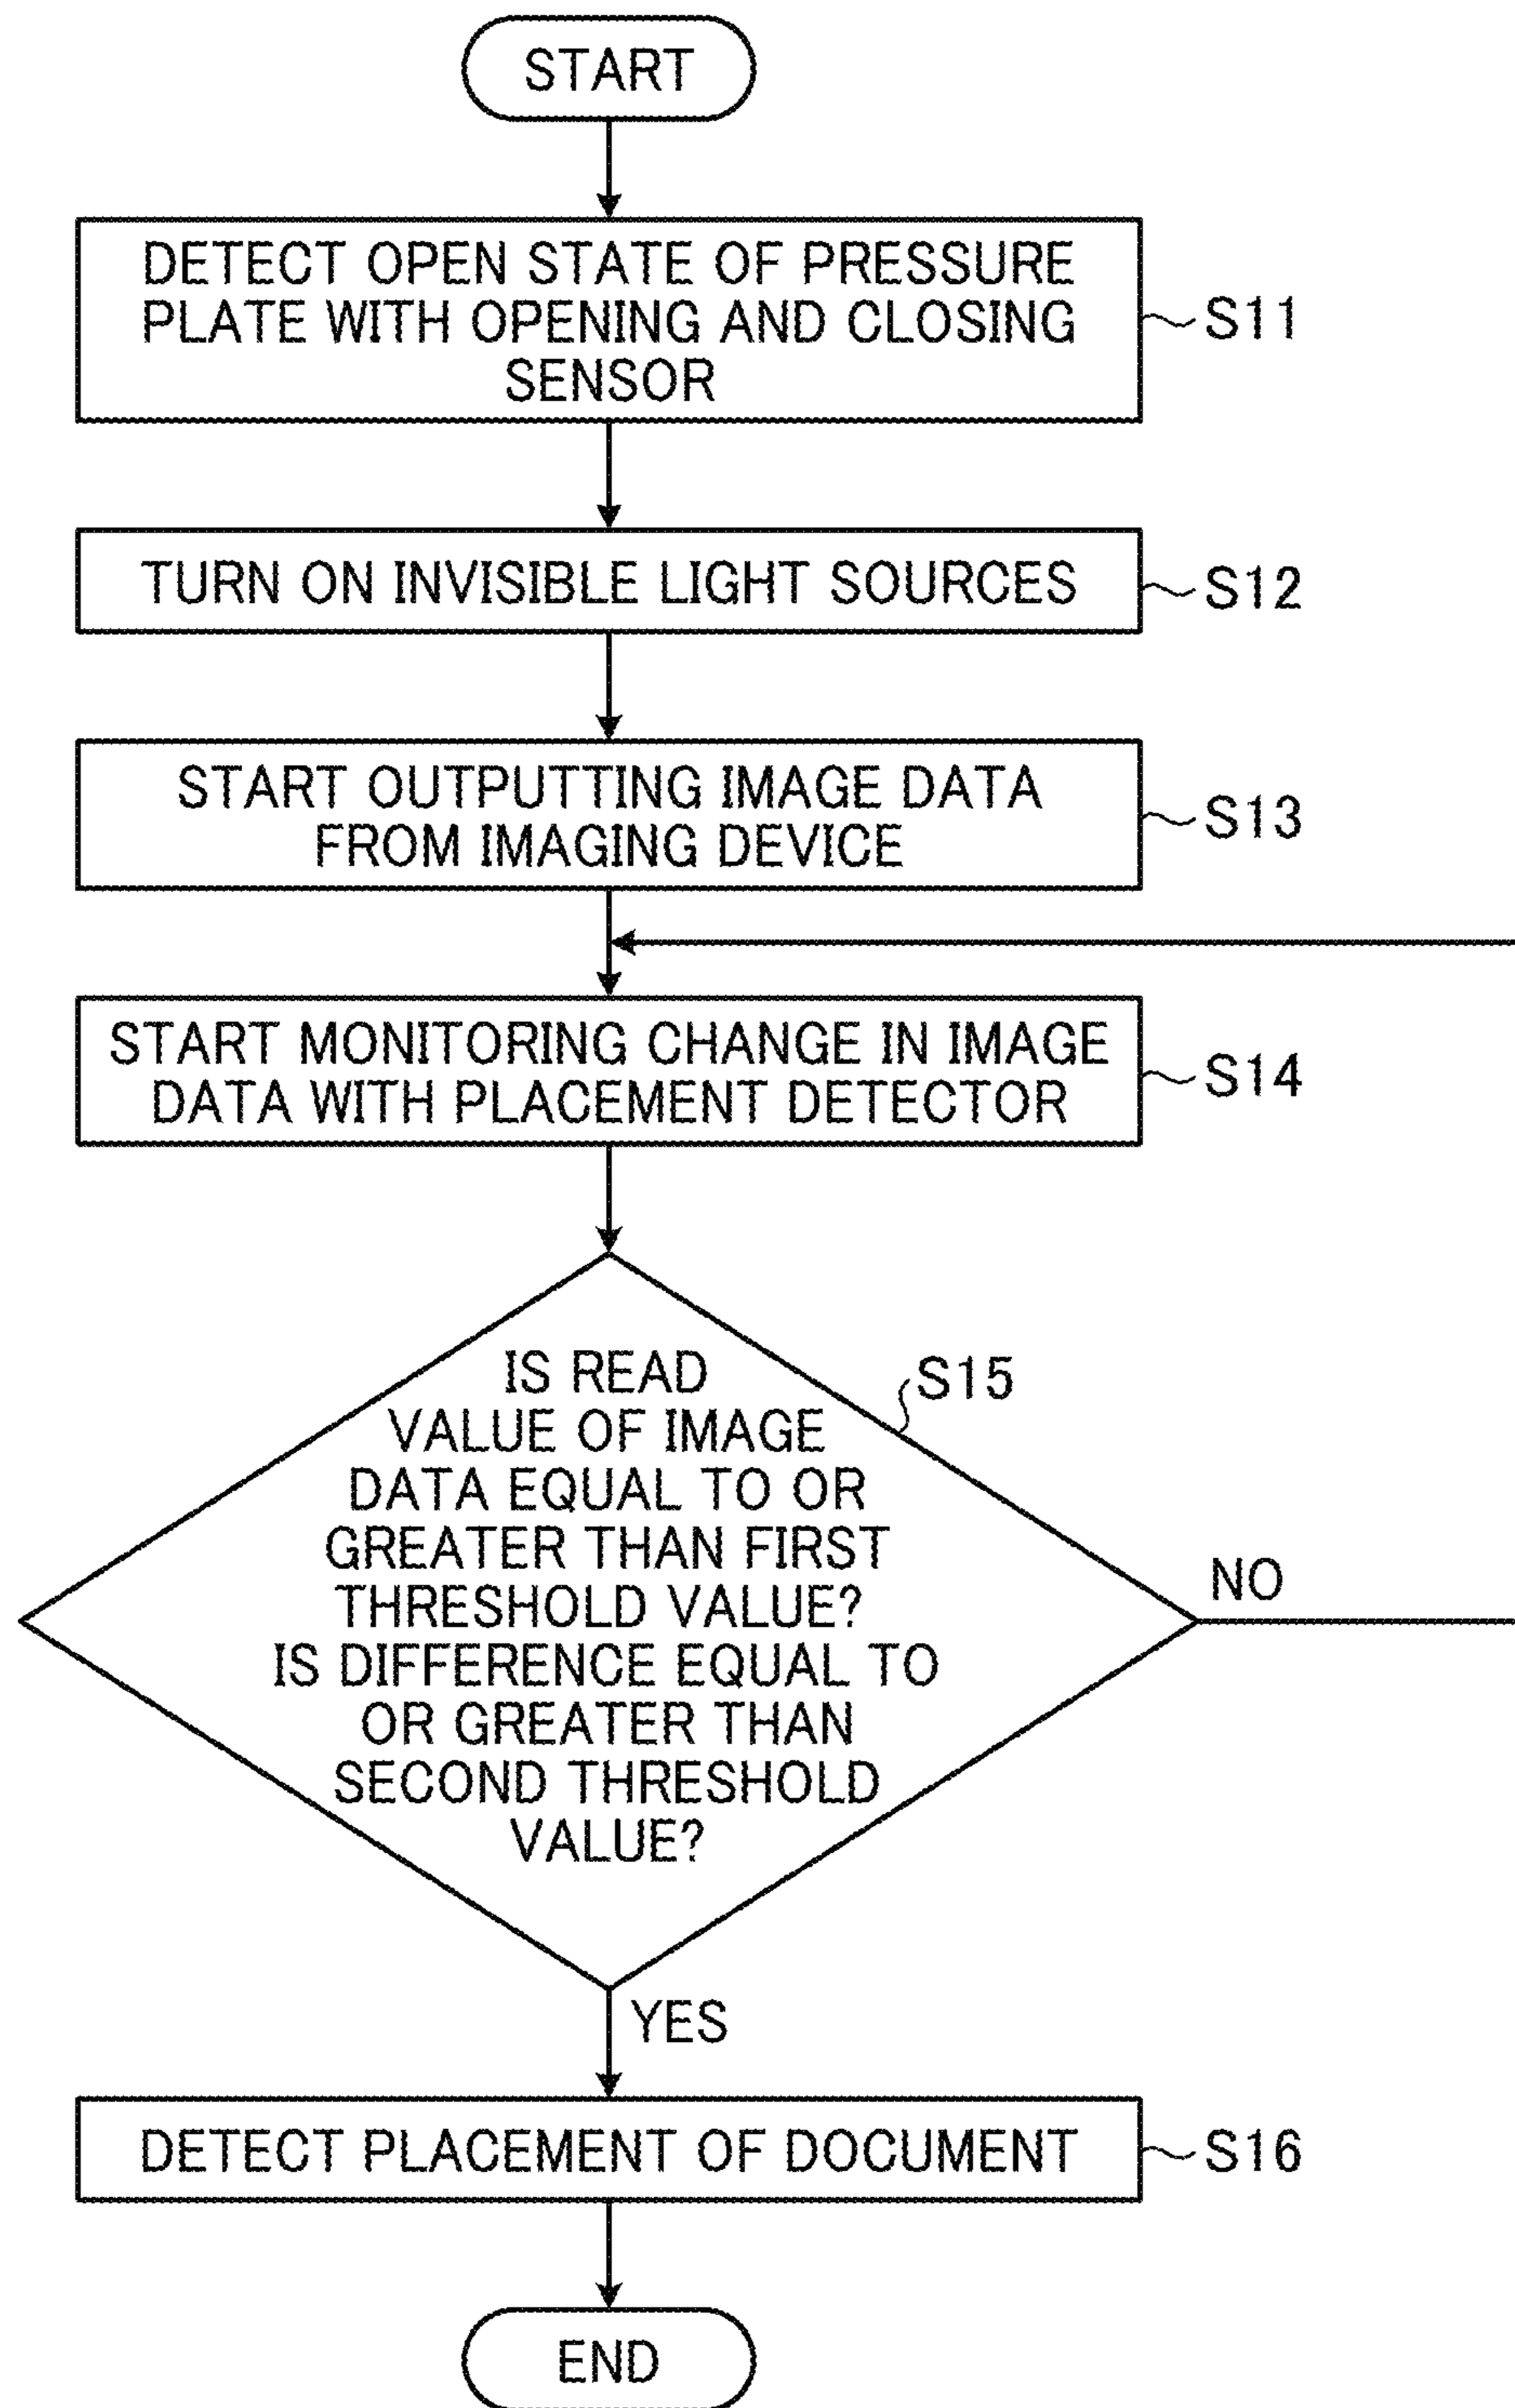 START
DETECT OPEN STATE OF PRESSURE
PLATE WITH OPENING AND CLOSING
SENSOR
S11
TURN ON INVISIBLE LIGHT SOURCES
S12
START OUTPUTTING IMAGE DATA
FROM IMAGING DEVICE
S13
START MONITORING CHANGE IN IMAGE
DATA WITH PLACEMENT DETECTOR
S14
IS READ
VALUE OF IMAGE
DATA EQUAL TO OR
GREATER THAN FIRST
THRESHOLD VALUE?
IS DIFFERENCE EQUAL TO
OR GREATER THAN
SECOND THRESHOLD
VALUE?
S15
NO
YES
DETECT PLACEMENT OF DOCUMENT
S16
END